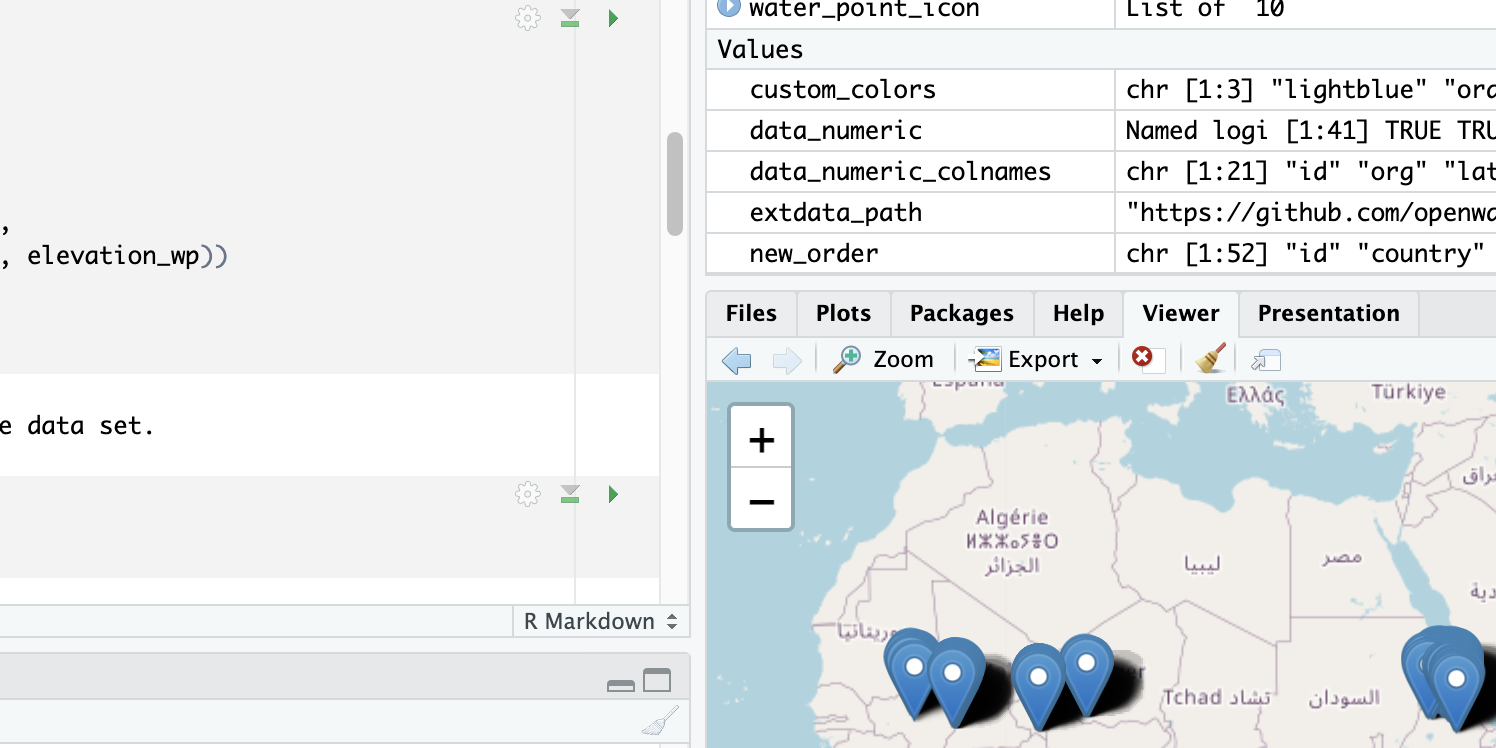 ,
, elevation_wp))
e data set.
R Markdown
water_point_icon List of 10
Values
custom_colors chr [1:3] "lightblue" "ora
data_numeric Named logi [1:41] TRUE TRU
data_numeric_colnames chr [1:21] "id" "org" "lat
extdata_path "https://github.com/openwa
new_order chr [1:52] "id" "country"
Files Plots Packages Help Viewer Presentation
Zoom Export
España
Ελλάς Türkiye
+
−
Algérie
ⵍⵣⵣⴰⵢⴻⵔ
الجزائر
ليبيا
مصر
Tchad تشاد
السودان